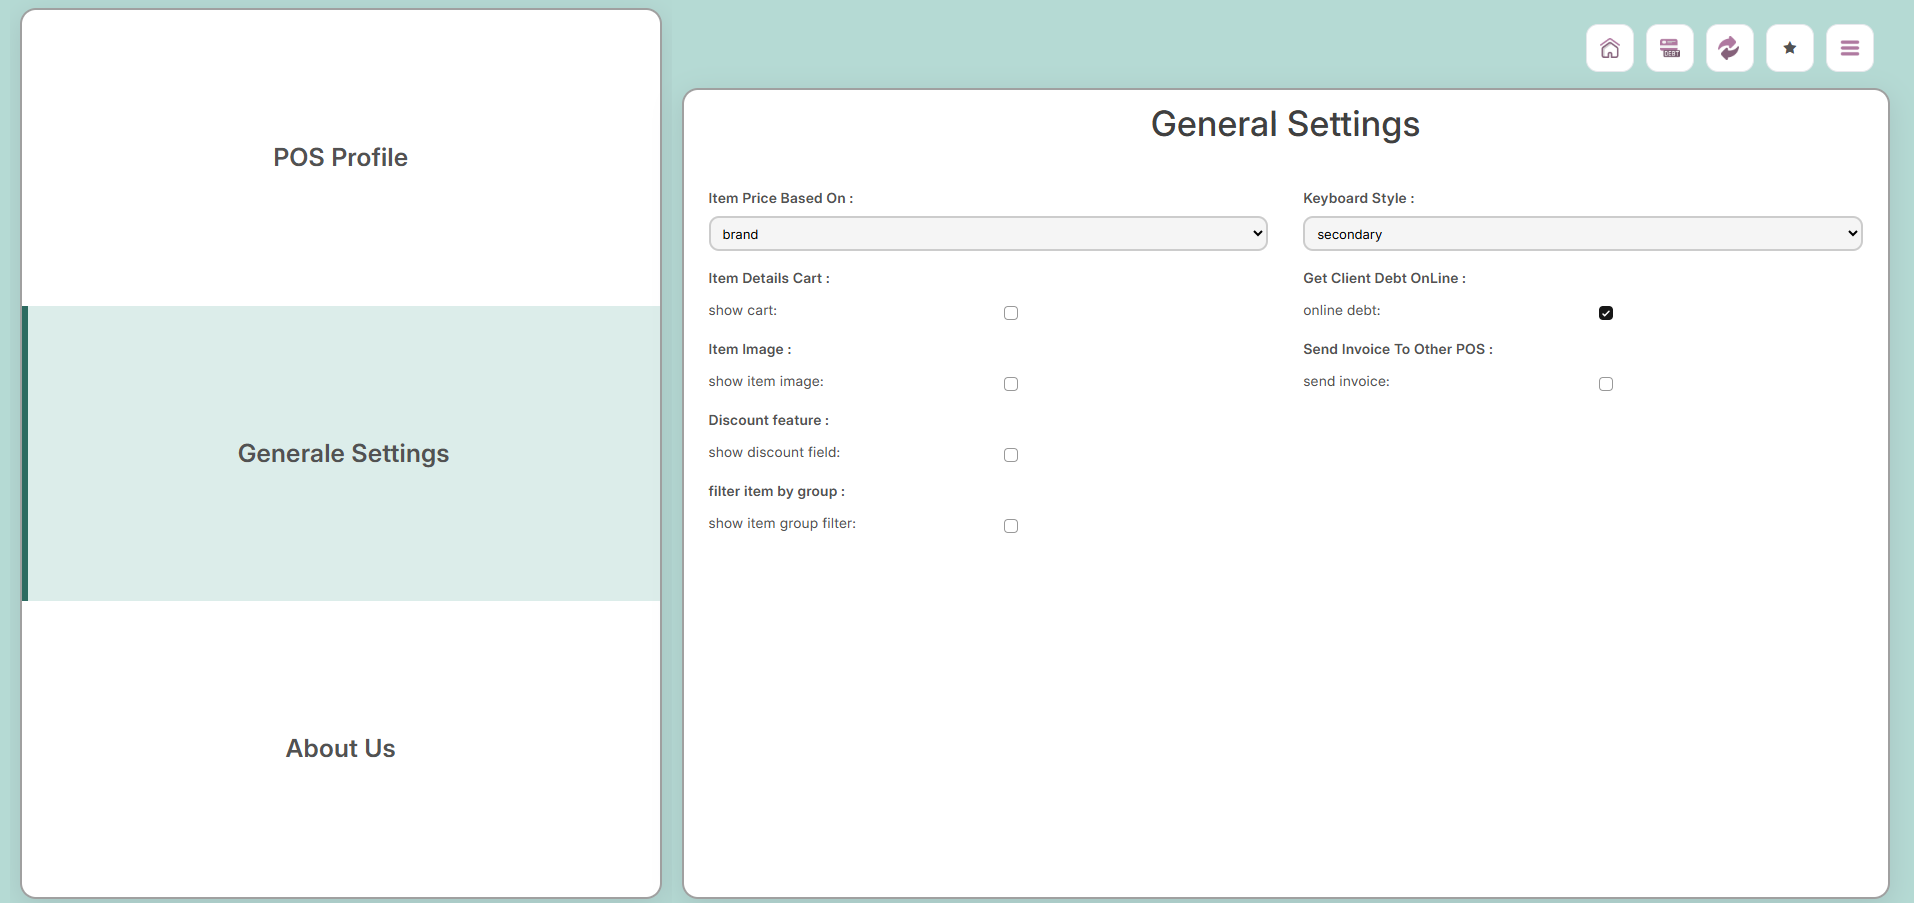 POS Profile
Generale Settings
About Us
DEBT
General Settings
Item Price Based On :
brand
Item Details Cart :
show cart:
Item Image :
show item image:
Discount feature :
show discount field:
filter item by group :
show item group filter:
Keyboard Style :
secondary
Get Client Debt OnLine :
online debt:
Send Invoice To Other POS :
send invoice: